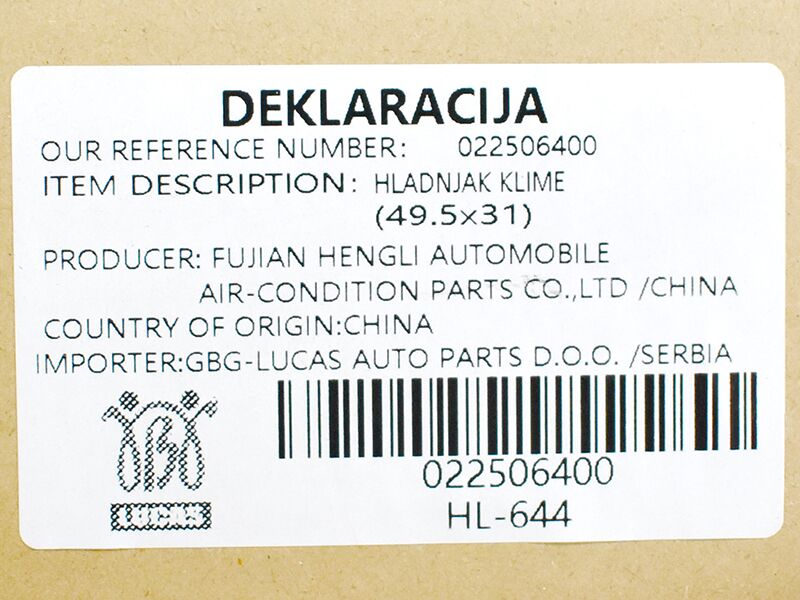 DEKLARACIJA
OUR REFERENCE NUMBER: 022506400
ITEM DESCRIPTION: HLADNJAK KLIME
(49.5x31)
PRODUCER: FUJIAN HENGLI AUTOMOBILE
AIR-CONDITION PARTS CO.,LTD /CHINA
COUNTRY OF ORIGIN:CHINA
IMPORTER:GBG-LUCAS AUTO PARTS D.O.O. /SERBIA
LUCAS
022506400
HL-644